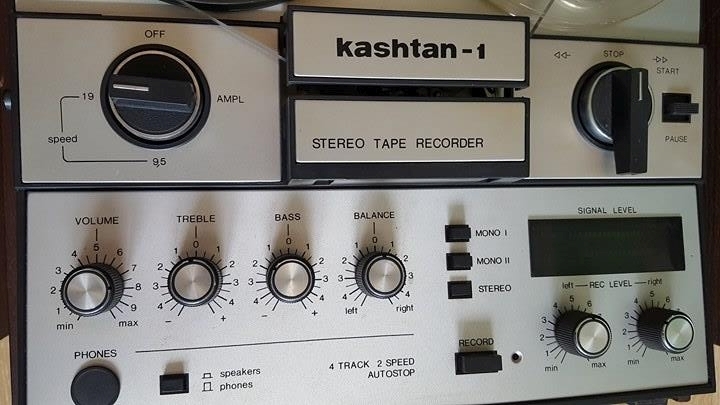 OFF
19
AMPL
speed
9,5
kashtan-1
STEREO TAPE RECORDER
STOP
START
PAUSE
VOLUME
2 3 4 5 6 7 8 9
1
min max
TREBLE
4 3 2 1 0 1 2 3 4
- +
BASS
4 3 2 1 0 1 2 3 4
- +
BALANCE
4 3 2 1 0 1 2 3 4
left right
MONO I
MONO II
STEREO
SIGNAL LEVEL
left REC LEVEL right
1 2 3 4 5 6
min max
1 2 3 4 5 6
min max
PHONES
speakers
phones
4 TRACK 2 SPEED
AUTOSTOP
RECORD